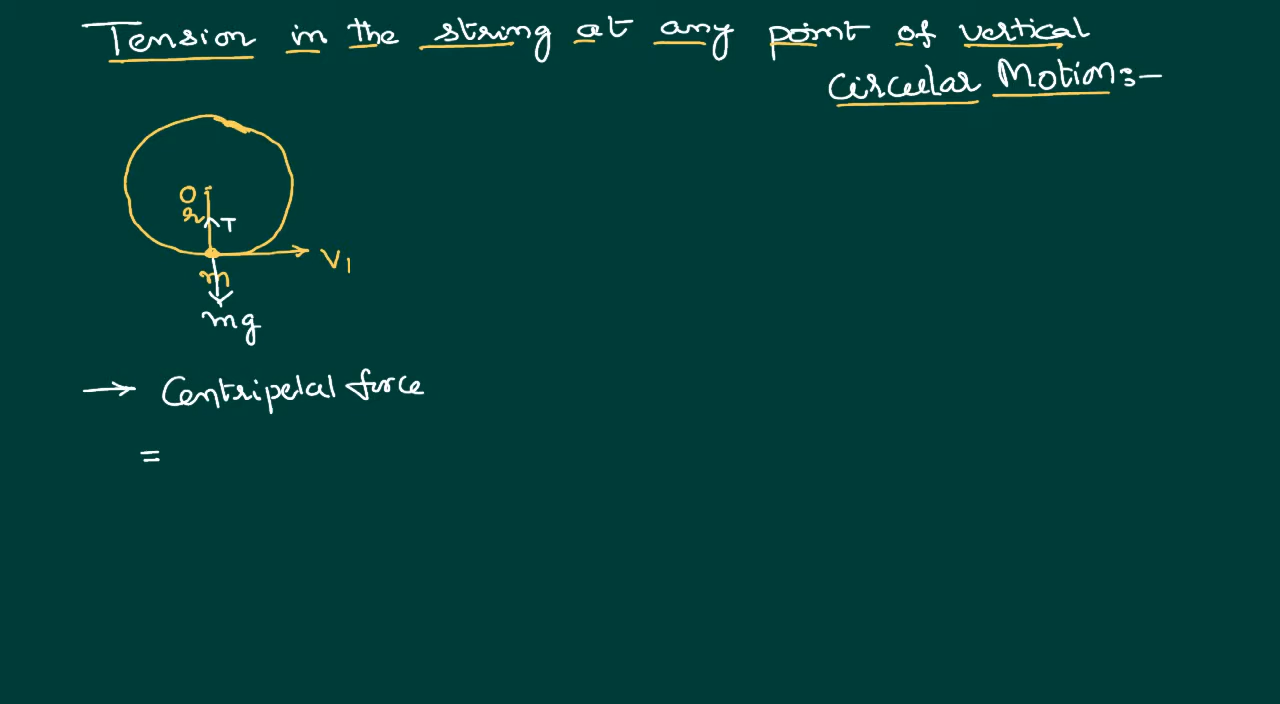 Tension in the string at any point of vertical
Circular Motion:-
O
r
T
V1
m
mg
→ Centripetal force
=